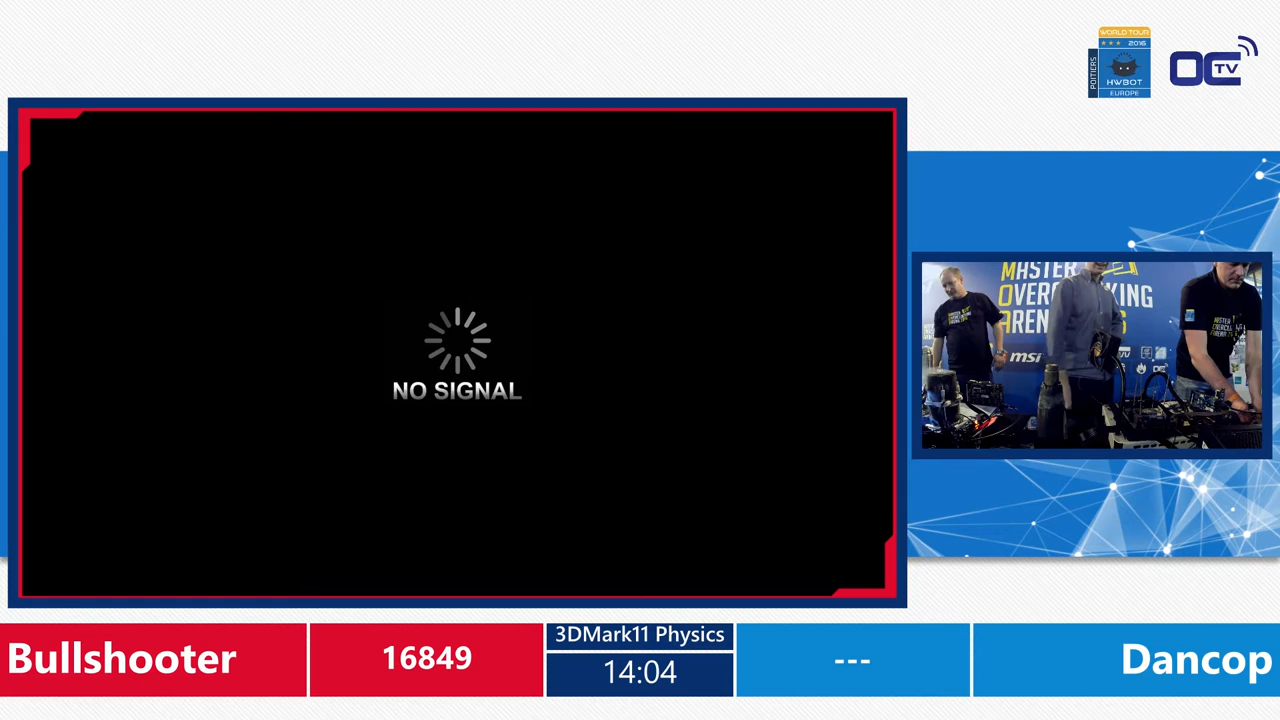 WORLD TOUR
2016
POITIERS
HWBOT
EUROPE
OC TV
NO SIGNAL
MASTER
OVERCLOCKING
ARENA
msi
Bullshooter
16849
3DMark11 Physics
14:04
---
Dancop